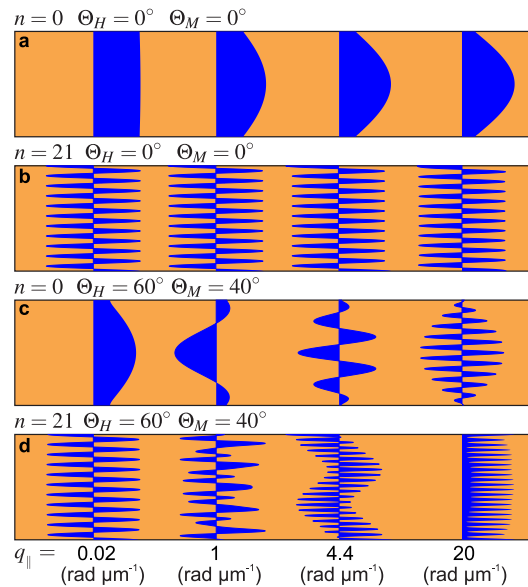 n = 0 Θ_H = 0° Θ_M = 0°
a
n = 21 Θ_H = 0° Θ_M = 0°
b
n = 0 Θ_H = 60° Θ_M = 40°
c
n = 21 Θ_H = 60° Θ_M = 40°
d
q_∥ = 0.02 1 4.4 20
(rad µm⁻¹) (rad µm⁻¹) (rad µm⁻¹) (rad µm⁻¹)